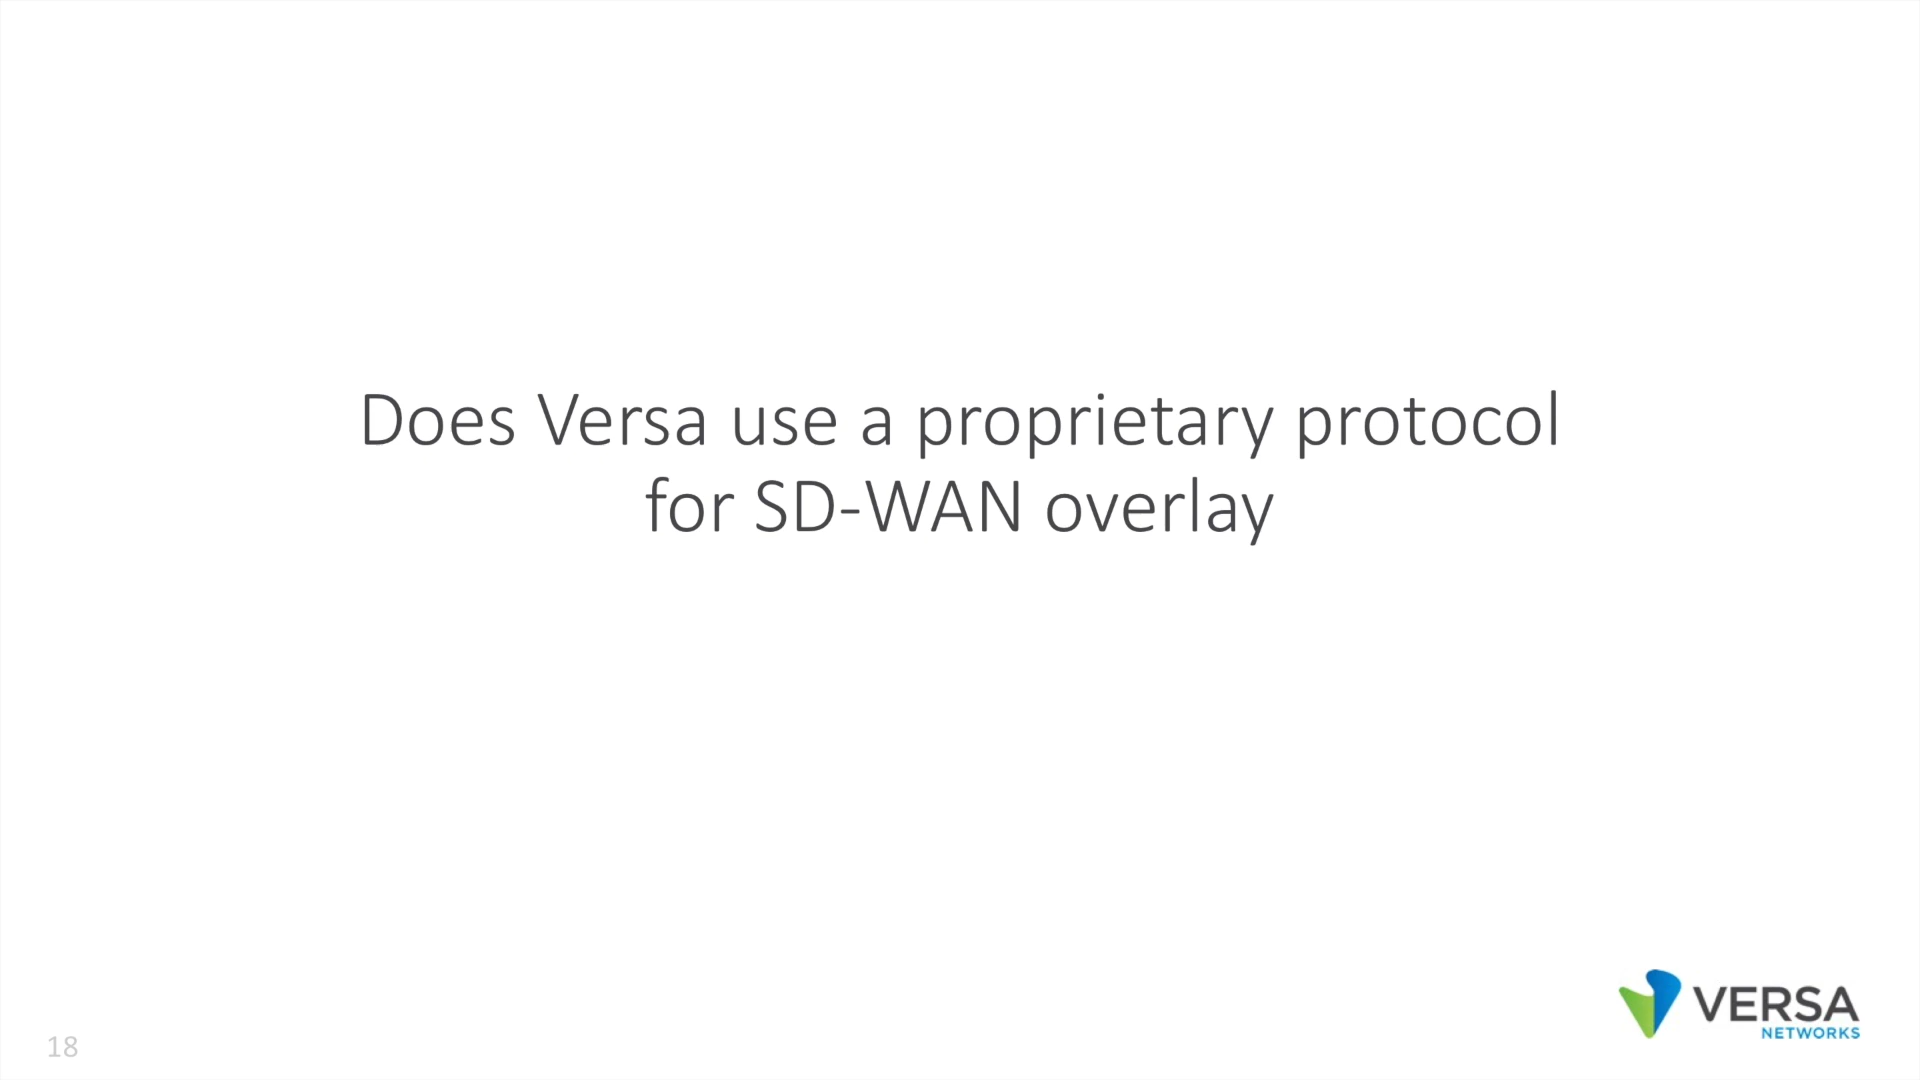 Does Versa use a proprietary protocol
for SD-WAN overlay
VERSA
NETWORKS
18